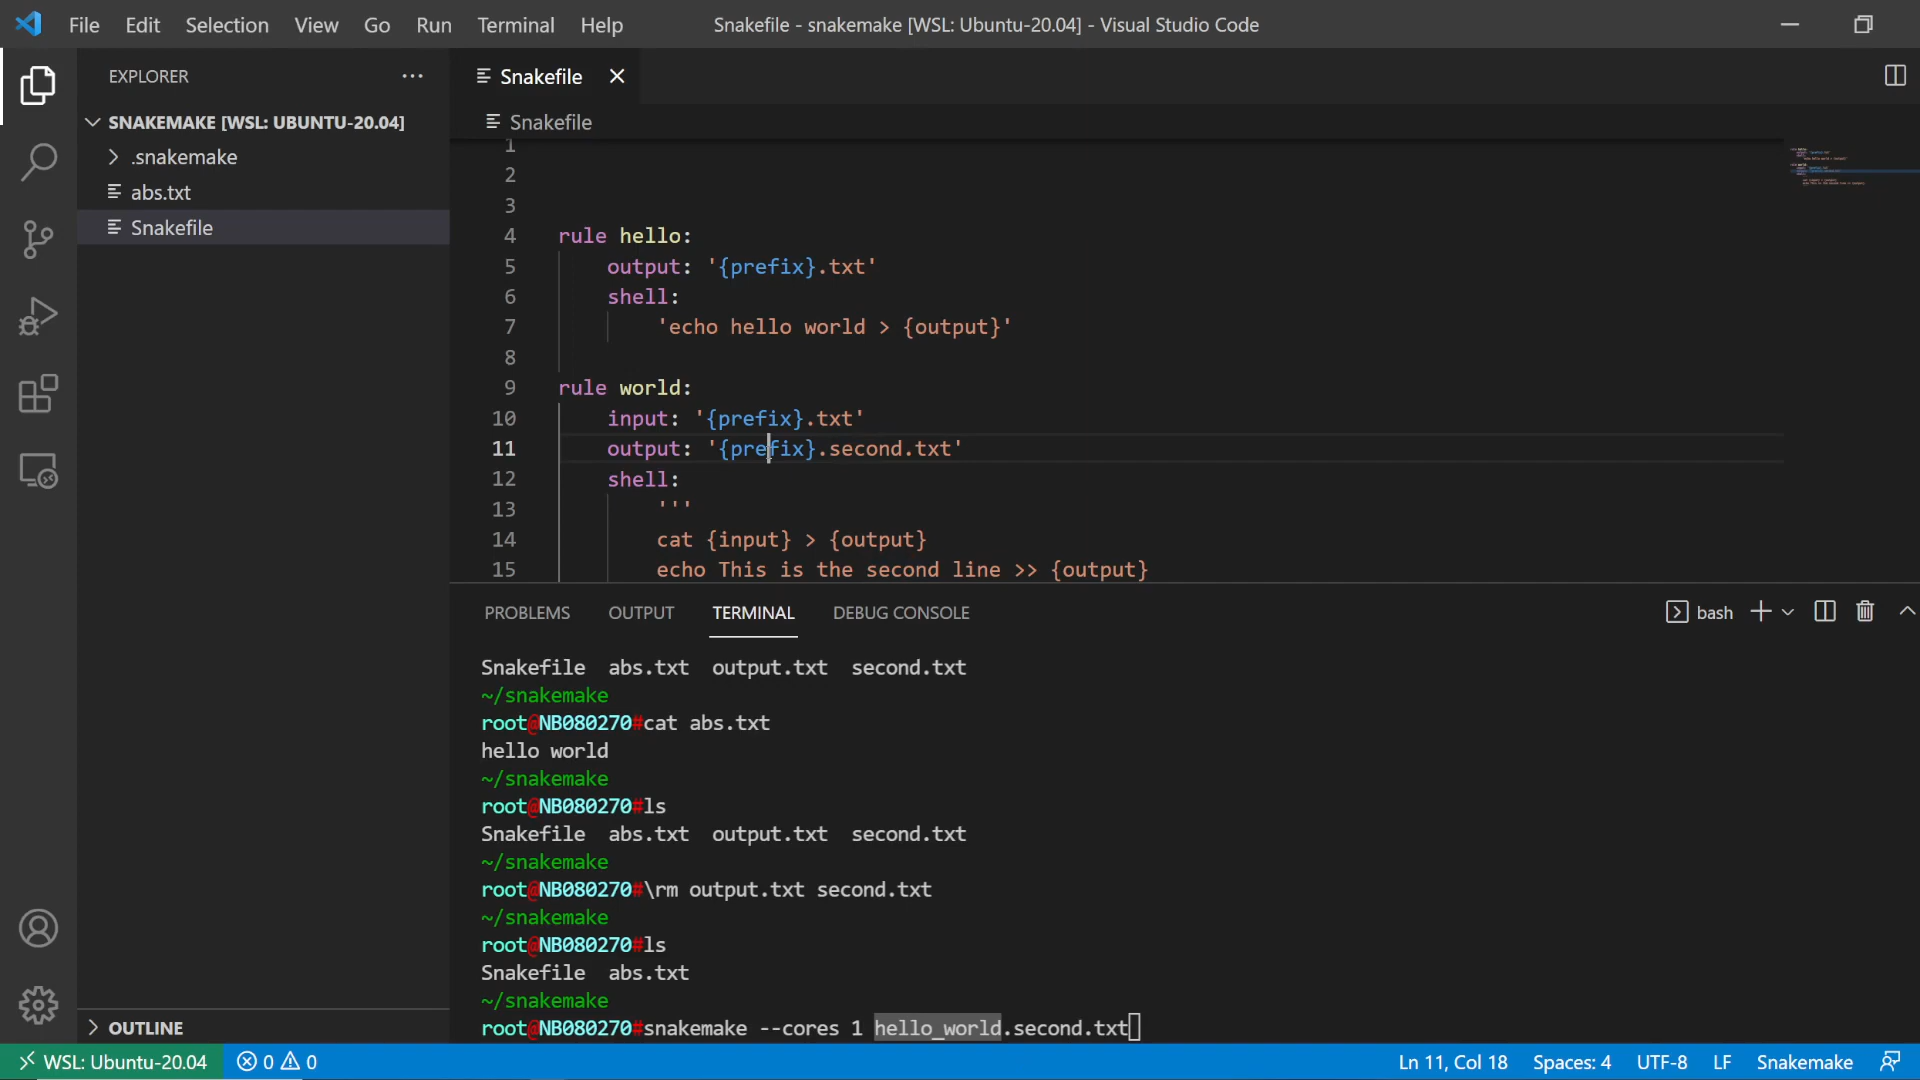 File Edit Selection View Go Run Terminal Help Snakefile - snakemake [WSL: Ubuntu-20.04] - Visual Studio Code
EXPLORER ...
SNAKEMAKE [WSL: UBUNTU-20.04]
.snakemake
abs.txt
Snakefile
OUTLINE
Snakefile
Snakefile
1
2
3
4 rule hello:
5 output: '{prefix}.txt'
6 shell:
7 'echo hello world > {output}'
8
9 rule world:
10 input: '{prefix}.txt'
11 output: '{prefix}.second.txt'
12 shell:
13 '''
14 cat {input} > {output}
15 echo This is the second line >> {output}
PROBLEMS OUTPUT TERMINAL DEBUG CONSOLE bash
Snakefile abs.txt output.txt second.txt
~/snakemake
root@NB080270#cat abs.txt
hello world
~/snakemake
root@NB080270#ls
Snakefile abs.txt output.txt second.txt
~/snakemake
root@NB080270#\rm output.txt second.txt
~/snakemake
root@NB080270#ls
Snakefile abs.txt
~/snakemake
root@NB080270#snakemake --cores 1 hello_world.second.txt
WSL: Ubuntu-20.04 0 0 Ln 11, Col 18 Spaces: 4 UTF-8 LF Snakemake